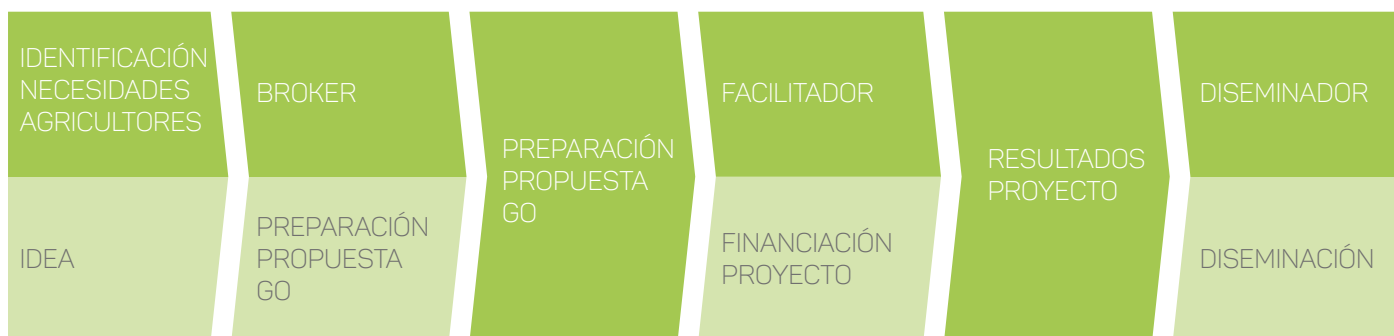 IDENTIFICACIÓN
NECESIDADES
AGRICULTORES
IDEA
BROKER
PREPARACIÓN
PROPUESTA
GO
PREPARACIÓN
PROPUESTA
GO
FACILITADOR
FINANCIACIÓN
PROYECTO
RESULTADOS
PROYECTO
DISEMINADOR
DISEMINACIÓN